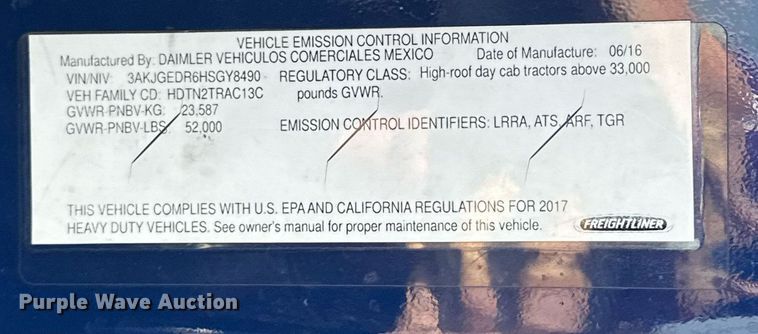 VEHICLE EMISSION CONTROL INFORMATION
Manufactured By: DAIMLER VEHICULOS COMERCIALES MEXICO Date of Manufacture: 06/16
VIN/NIV: 3AKJGEDR6HSGY8490 REGULATORY CLASS: High-roof day cab tractors above 33,000
VEH FAMILY CD: HDTN2TRAC13C pounds GVWR.
GVWR-PNBV-KG: 23,587
GVWR-PNBV-LBS: 52,000 EMISSION CONTROL IDENTIFIERS: LRRA, ATS, ARF, TGR
THIS VEHICLE COMPLIES WITH U.S. EPA AND CALIFORNIA REGULATIONS FOR 2017
HEAVY DUTY VEHICLES. See owner's manual for proper maintenance of this vehicle. FREIGHTLINER
Purple Wave Auction